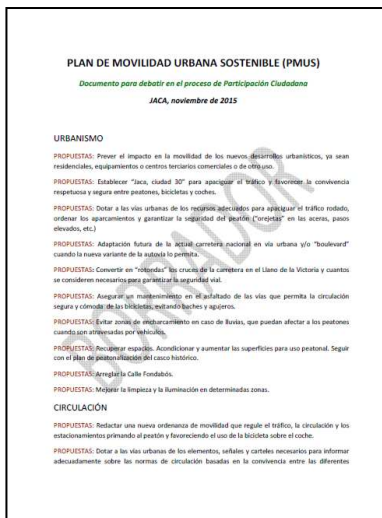 PLAN DE MOVILIDAD URBANA SOSTENIBLE (PMUS)
Documento para debatir en el proceso de Participación Ciudadana
JACA, noviembre de 2015
URBANISMO
PROPUESTAS: Prever el impacto en la movilidad de los nuevos desarrollos urbanísticos, ya sean
residenciales, equipamientos o centros terciarios comerciales o de otro uso.
PROPUESTAS: Establecer "Jaca, ciudad 30" para apaciguar el tráfico y favorecer la convivencia
respetuosa y segura entre peatones, bicicletas y coches.
PROPUESTAS: Dotar a las vías urbanas de los recursos adecuados para apaciguar el tráfico rodado,
ordenar los aparcamientos y garantizar la seguridad del peatón ("orejetas" en las aceras, pasos
elevados, etc.)
PROPUESTAS: Adaptación futura de la actual carretera nacional en vía urbana y/o "boulevard"
cuando la nueva variante de la autovía lo permita.
PROPUESTAS: Convertir en "rotondas" los cruces de la carretera en el Llano de la Victoria y cuantos
se consideren necesarios para garantizar la seguridad vial.
PROPUESTAS: Asegurar un mantenimiento en el asfaltado de las vías que permita la circulación
segura y cómoda de las bicicletas, evitando baches y agujeros.
PROPUESTAS: Evitar zonas de encharcamiento en caso de lluvias, que puedan afectar a los peatones
cuando son atravesadas por vehículos.
PROPUESTAS: Recuperar espacios. Acondicionar y aumentar las superficies para uso peatonal. Seguir
con el plan de peatonalización del casco histórico.
PROPUESTAS: Arreglar la Calle Fondabós.
PROPUESTAS: Mejorar la limpieza y la iluminación en determinadas zonas.
CIRCULACIÓN
PROPUESTAS: Redactar una nueva ordenanza de movilidad que regule el tráfico, la circulación y los
estacionamientos primando al peatón y favoreciendo el uso de la bicicleta sobre el coche.
PROPUESTAS: Dotar a las vías urbanas de los elementos, señales y carteles necesarios para informar
adecuadamente sobre las normas de circulación basadas en la convivencia entre las diferentes
BORRADOR